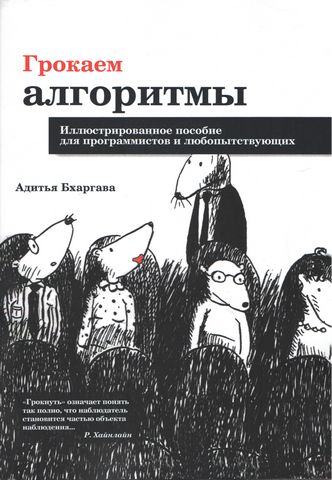 Грокаем
алгоритмы
Иллюстрированное пособие
для программистов и любопытствующих
Адитья Бхаргава
«Грокнуть» означает понять
так полно, что наблюдатель
становится частью объекта
наблюдения...
Р. Хайнлайн